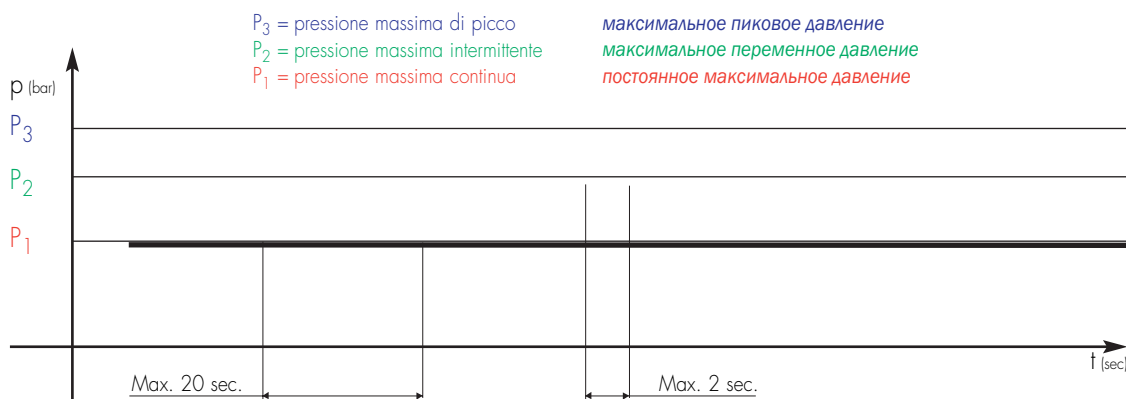 P3 = pressione massima di picco максимальное пиковое давление
P2 = pressione massima intermittente максимальное переменное давление
P1 = pressione massima continua постоянное максимальное давление
p (bar)
P3
P2
P1
t (sec)
Max. 20 sec. Max. 2 sec.